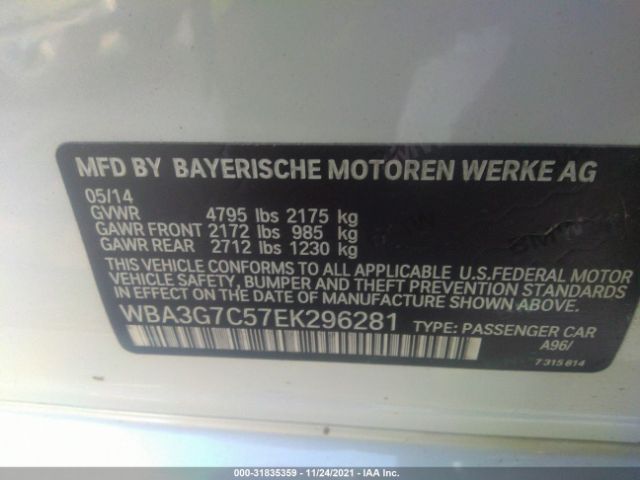 MFD BY BAYERISCHE MOTOREN WERKE AG
05/14
GVWR 4795 lbs 2175 kg
GAWR FRONT 2172 lbs 985 kg
GAWR REAR 2712 lbs 1230 kg
THIS VEHICLE CONFORMS TO ALL APPLICABLE U.S.FEDERAL MOTOR
VEHICLE SAFETY, BUMPER AND THEFT PREVENTION STANDARDS
IN EFFECT ON THE DATE OF MANUFACTURE SHOWN ABOVE.
WBA3G7C57EK296281 TYPE: PASSENGER CAR
A96/
7 315 814
000-31835359 - 11/24/2021 - IAA Inc.